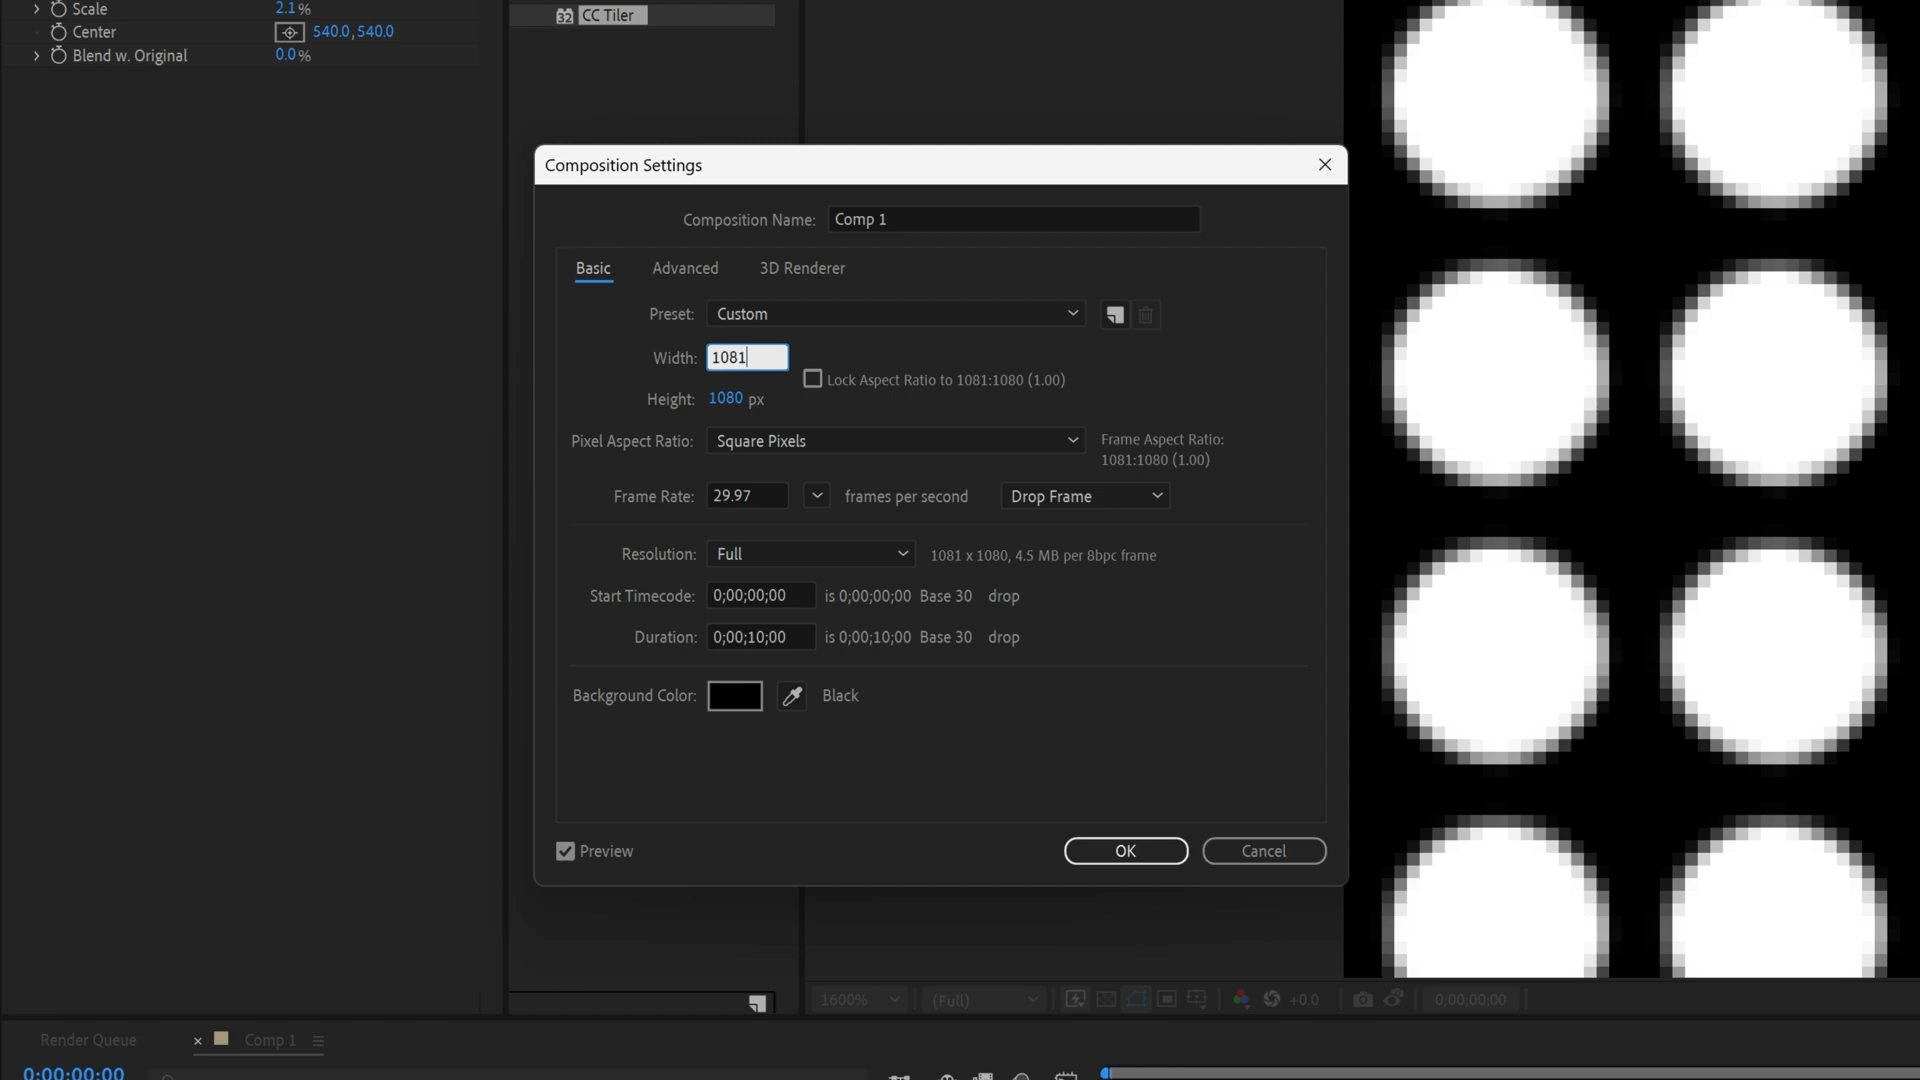 Scale 2.1%
Center 540.0,540.0
Blend w. Original 0.0%
32 CC Tiler
Composition Settings
Composition Name: Comp 1
Basic Advanced 3D Renderer
Preset: Custom
Width: 1081
Lock Aspect Ratio to 1081:1080 (1.00)
Height: 1080 px
Pixel Aspect Ratio: Square Pixels
Frame Aspect Ratio:
1081:1080 (1.00)
Frame Rate: 29.97 frames per second Drop Frame
Resolution: Full 1081 x 1080, 4.5 MB per 8bpc frame
Start Timecode: 0;00;00;00 is 0;00;00;00 Base 30 drop
Duration: 0;00;10;00 is 0;00;10;00 Base 30 drop
Background Color: Black
Preview OK Cancel
1600% (Full) +0.0 0;00;00;00
Render Queue × Comp 1
0:00:00:00